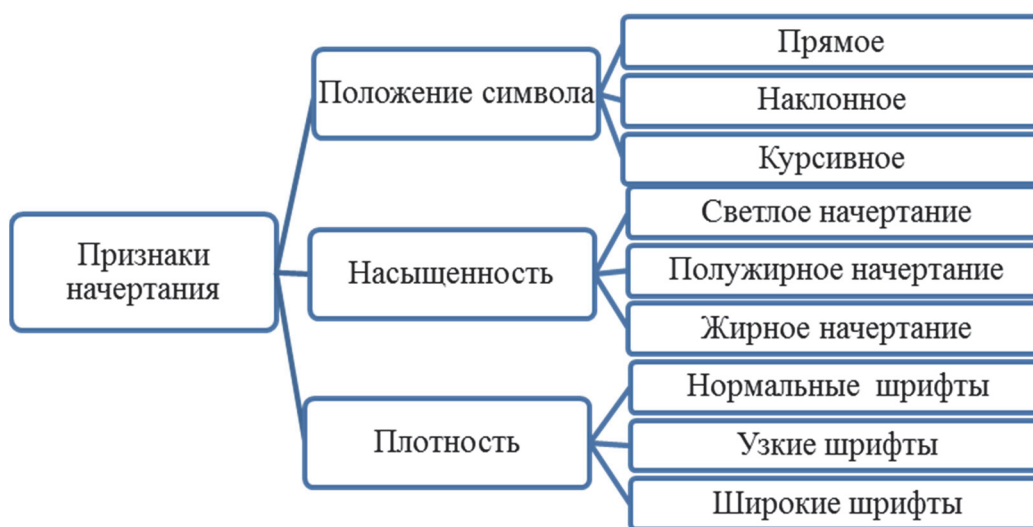 Признаки
начертания
Положение символа
Прямое
Наклонное
Курсивное
Насыщенность
Светлое начертание
Полужирное начертание
Жирное начертание
Плотность
Нормальные шрифты
Узкие шрифты
Широкие шрифты